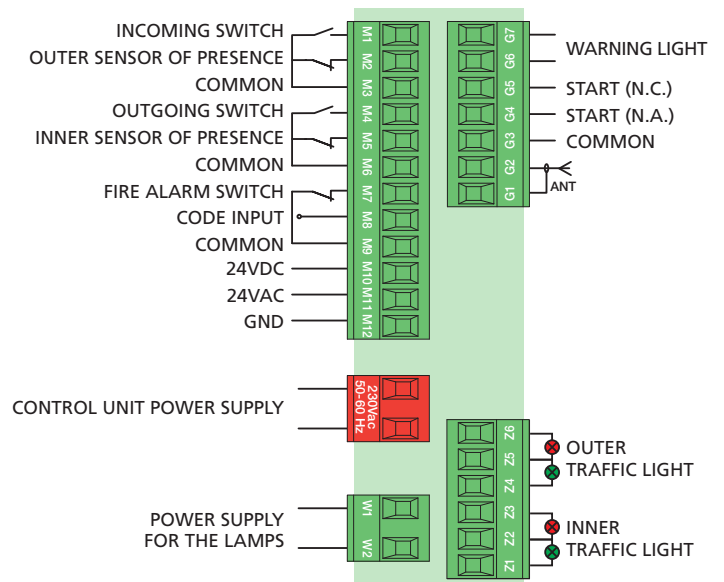 INCOMING SWITCH
OUTER SENSOR OF PRESENCE
COMMON
OUTGOING SWITCH
INNER SENSOR OF PRESENCE
COMMON
FIRE ALARM SWITCH
CODE INPUT
COMMON
24VDC
24VAC
GND
M1
M2
M3
M4
M5
M6
M7
M8
M9
M10
M11
M12
G7
G6
G5
G4
G3
G2
G1
WARNING LIGHT
START (N.C.)
START (N.A.)
COMMON
ANT
CONTROL UNIT POWER SUPPLY
230Vac
50-60 Hz
POWER SUPPLY
FOR THE LAMPS
W1
W2
Z6
Z5
Z4
Z3
Z2
Z1
OUTER
TRAFFIC LIGHT
INNER
TRAFFIC LIGHT